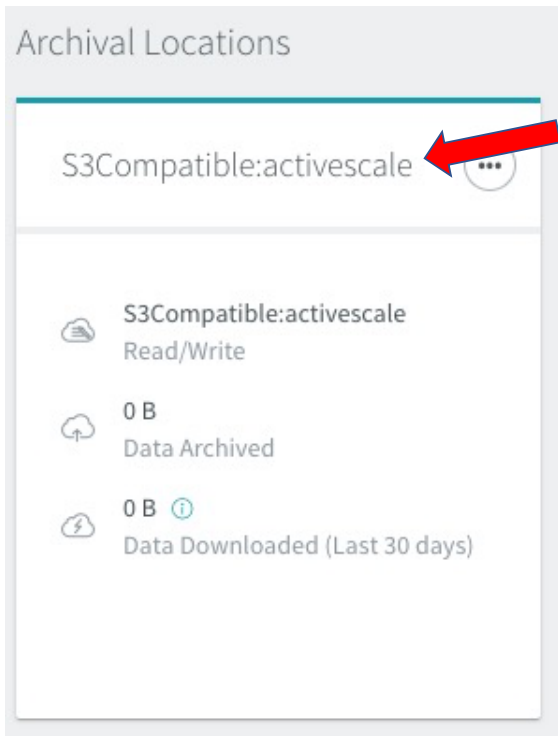 Archival Locations
S3Compatible:activescale
S3Compatible:activescale
Read/Write
0 B
Data Archived
0 B
Data Downloaded (Last 30 days)